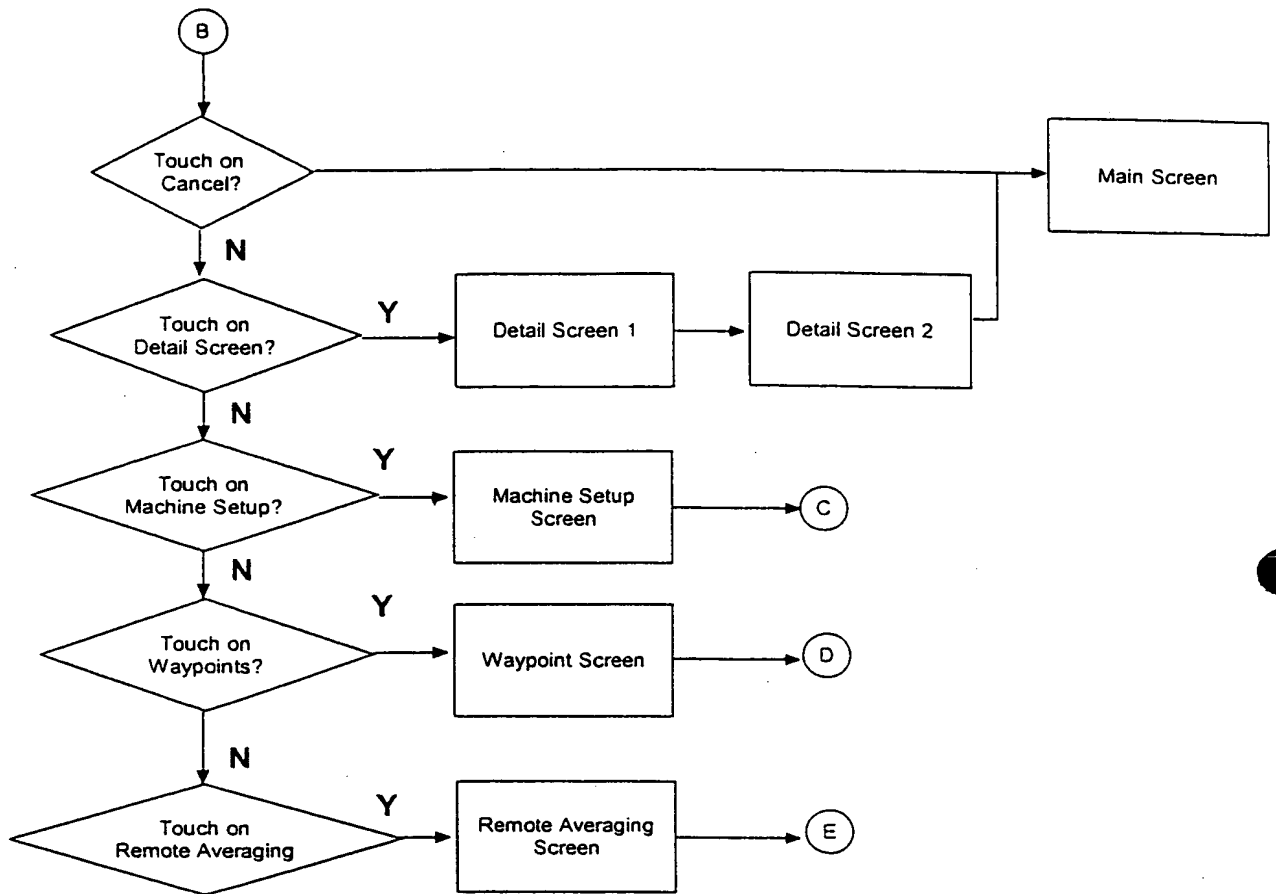 B
Touch on
Cancel?
Main Screen
N
Touch on
Detail Screen?
Y
Detail Screen 1
Detail Screen 2
N
Touch on
Machine Setup?
Y
Machine Setup
Screen
C
N
Touch on
Waypoints?
Y
Waypoint Screen
D
N
Touch on
Remote Averaging
Y
Remote Averaging
Screen
E